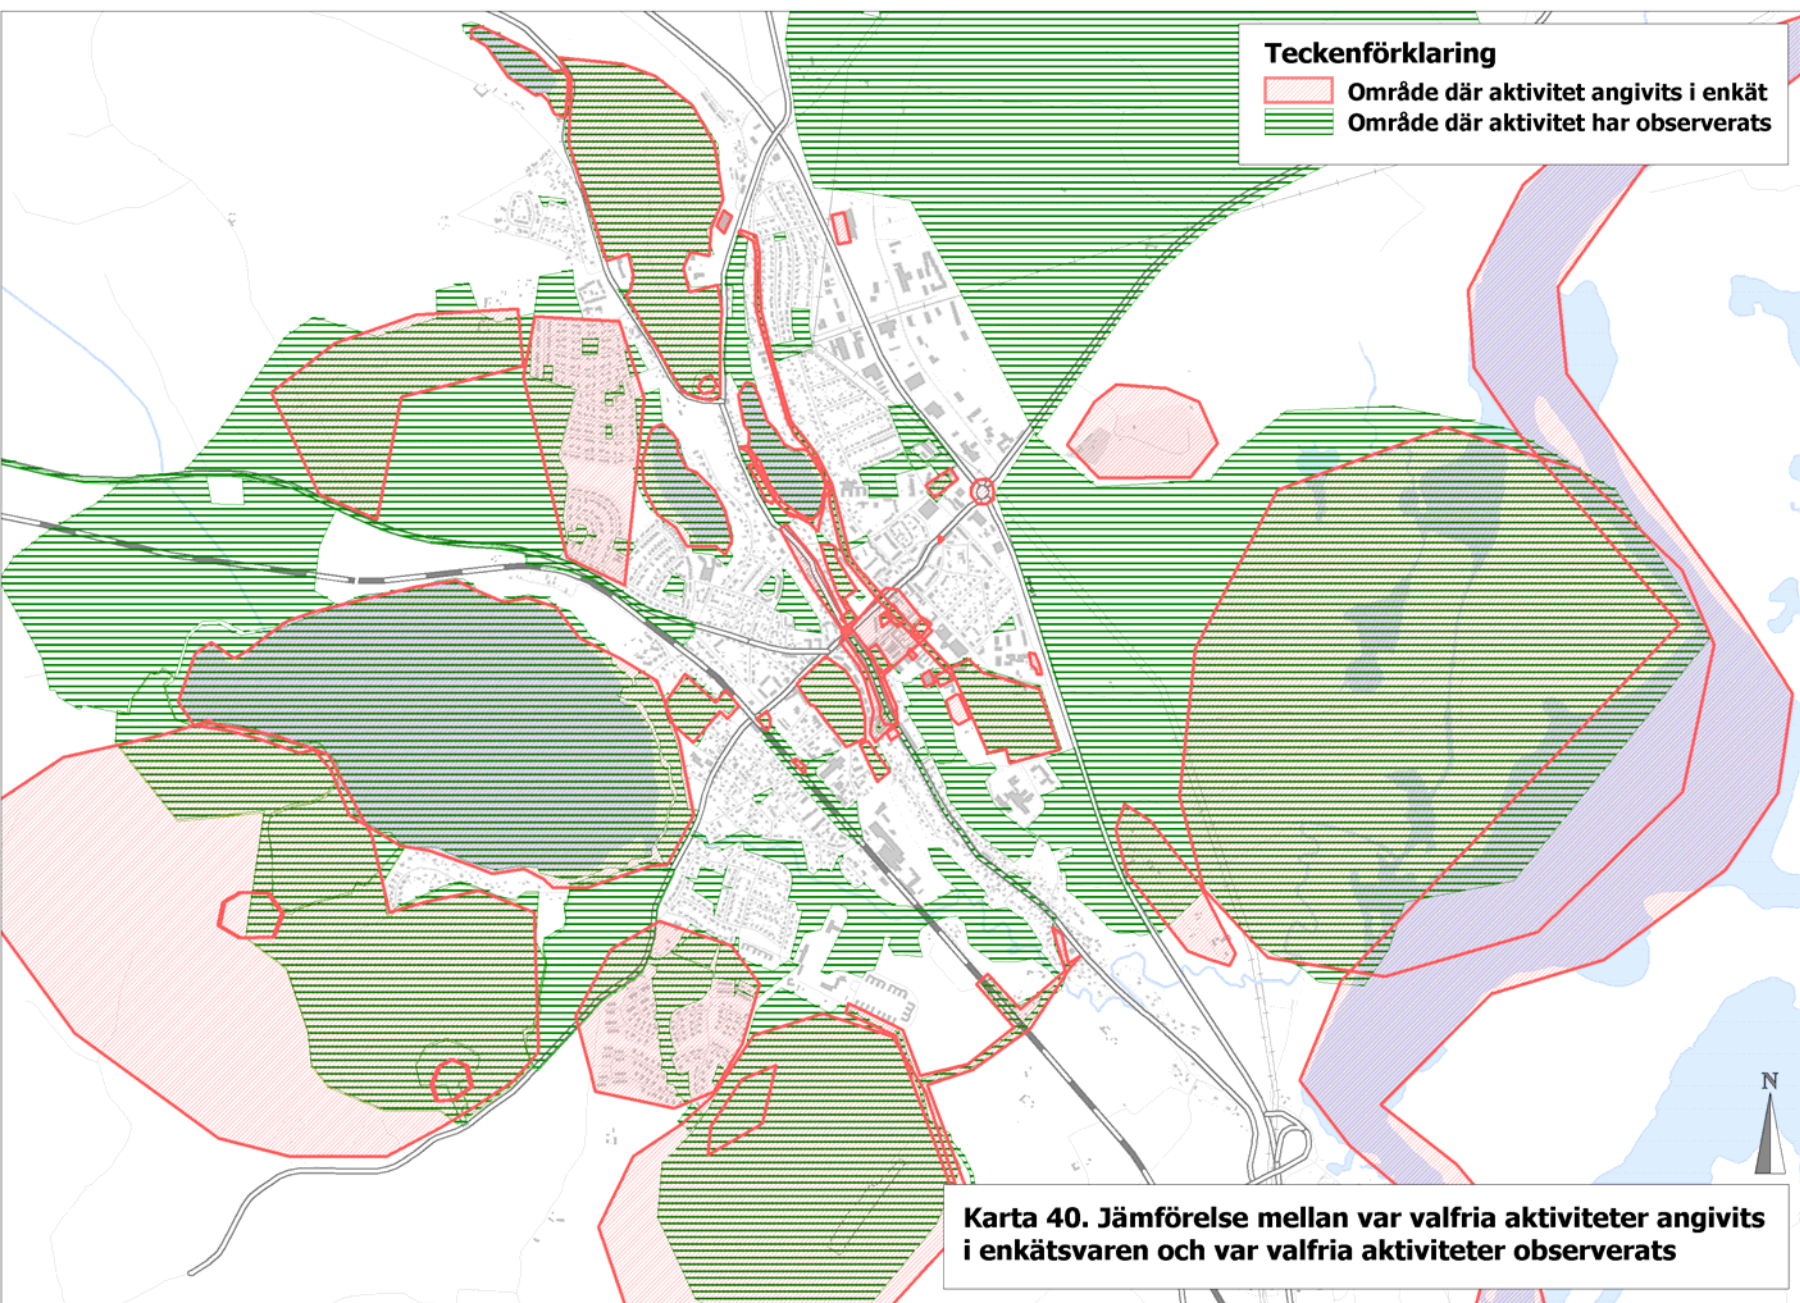 Teckenförklaring
Område där aktivitet angivits i enkät
Område där aktivitet har observerats
N
Karta 40. Jämförelse mellan var valfria aktiviteter angivits
i enkätsvaren och var valfria aktiviteter observerats